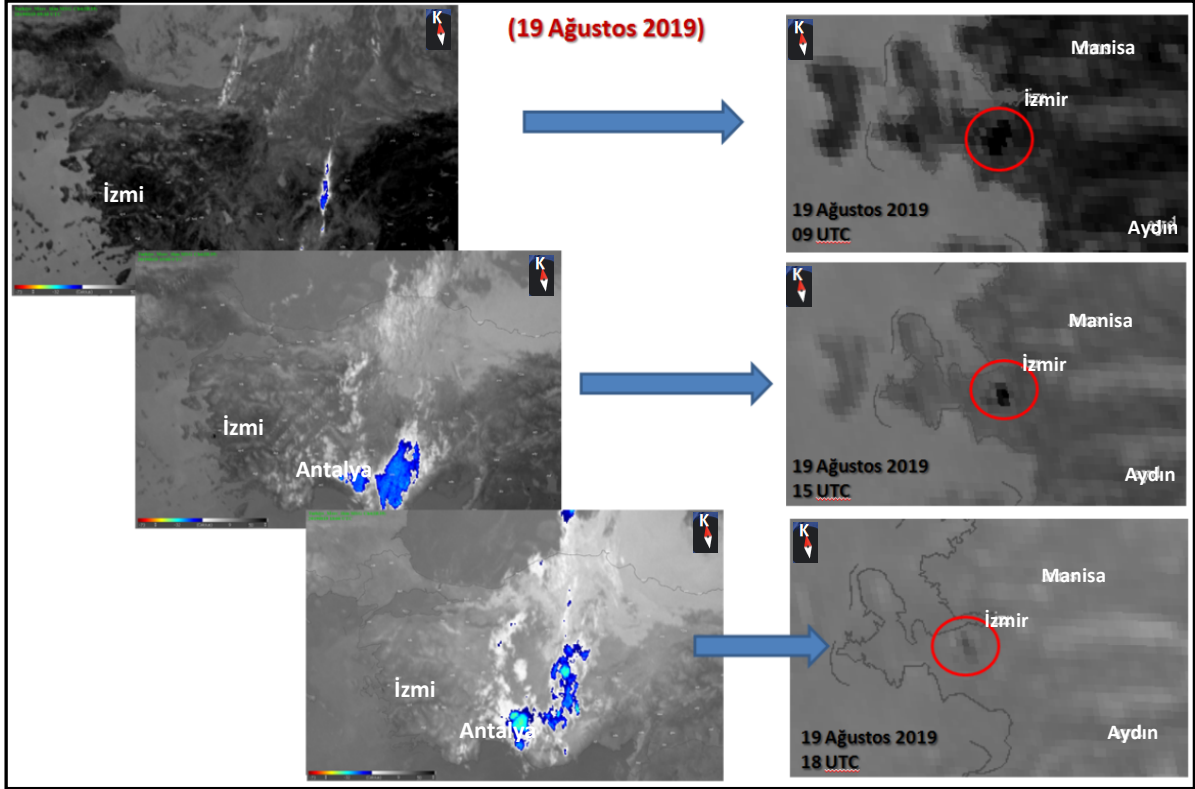 (19 Ağustos 2019)
K
İzmi
K
Manisa
İzmir
Aydın
19 Ağustos 2019
09 UTC
K
İzmi
Antalya
K
Manisa
İzmir
Aydın
19 Ağustos 2019
15 UTC
K
İzmi
Antalya
K
Manisa
İzmir
Aydın
19 Ağustos 2019
18 UTC